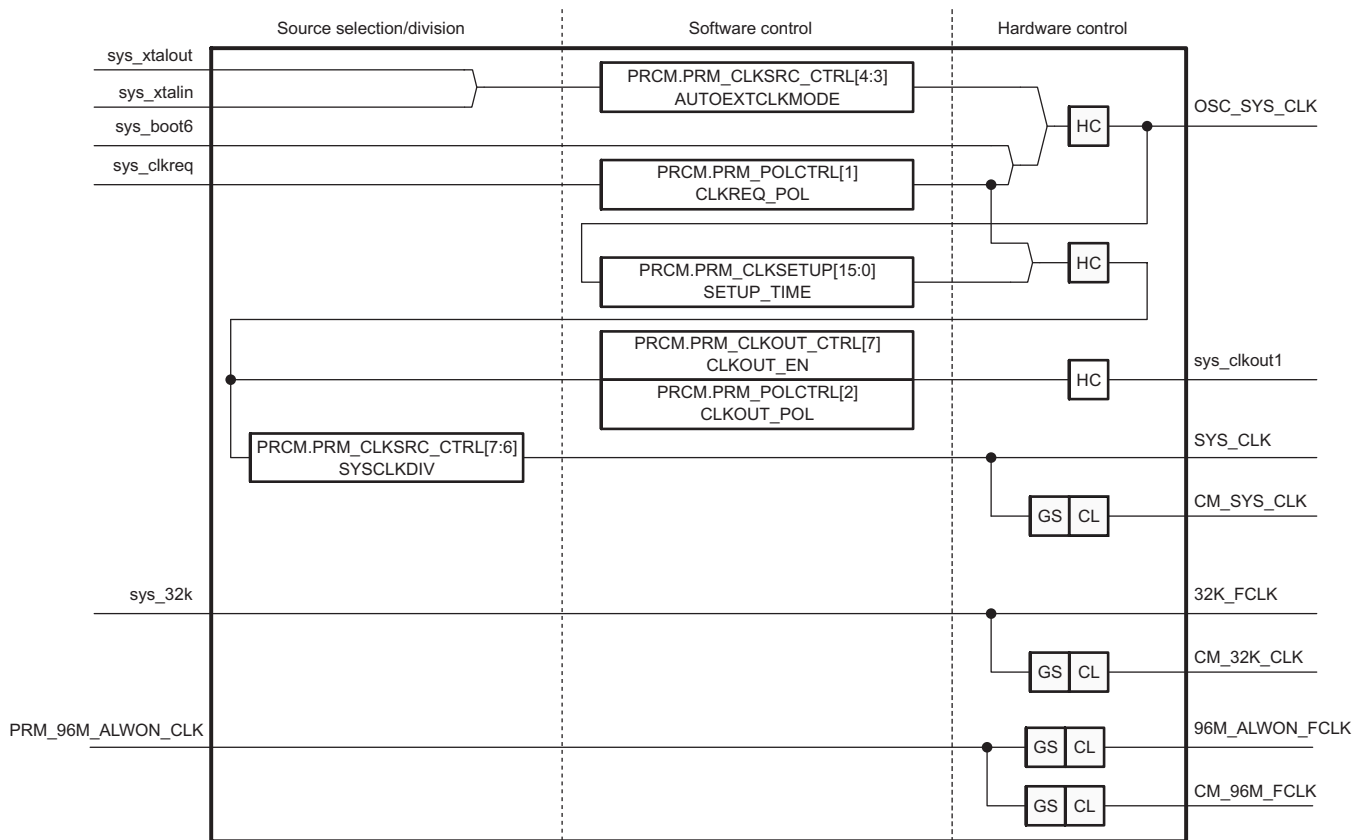 Source selection/division
Software control
Hardware control
sys_xtalout
sys_xtalin
sys_boot6
sys_clkreq
PRCM.PRM_CLKSRC_CTRL[4:3]
AUTOEXTCLKMODE
HC
OSC_SYS_CLK
PRCM.PRM_POLCTRL[1]
CLKREQ_POL
PRCM.PRM_CLKSETUP[15:0]
SETUP_TIME
HC
PRCM.PRM_CLKOUT_CTRL[7]
CLKOUT_EN
PRCM.PRM_POLCTRL[2]
CLKOUT_POL
HC
sys_clkout1
PRCM.PRM_CLKSRC_CTRL[7:6]
SYSCLKDIV
SYS_CLK
GS CL
CM_SYS_CLK
sys_32k
32K_FCLK
GS CL
CM_32K_CLK
PRM_96M_ALWON_CLK
GS CL
96M_ALWON_FCLK
GS CL
CM_96M_FCLK